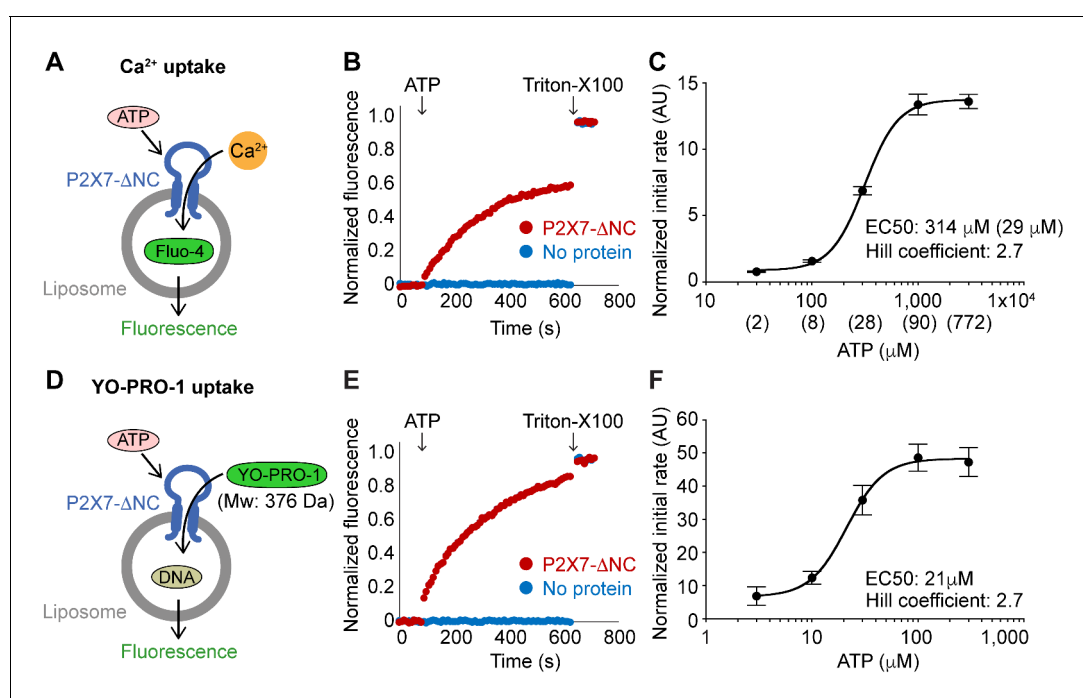 A
Ca²⁺ uptake
ATP
Ca²⁺
P2X7-ΔNC
Fluo-4
Liposome
Fluorescence
B
ATP
Triton-X100
Normalized fluorescence
1.0
0.8
0.6
0.4
0.2
0
P2X7-ΔNC
No protein
0 200 400 600 800
Time (s)
C
Normalized initial rate (AU)
15
10
5
0
EC50: 314 μM (29 μM)
Hill coefficient: 2.7
10 100 1,000 1x10⁴
(2) (8) (28) (90) (772)
ATP (μM)
D
YO-PRO-1 uptake
ATP
YO-PRO-1
(Mw: 376 Da)
P2X7-ΔNC
DNA
Liposome
Fluorescence
E
ATP
Triton-X100
Normalized fluorescence
1.0
0.8
0.6
0.4
0.2
0
P2X7-ΔNC
No protein
0 200 400 600 800
Time (s)
F
Normalized initial rate (AU)
60
50
40
30
20
10
0
EC50: 21μM
Hill coefficient: 2.7
1 10 100 1,000
ATP (μM)